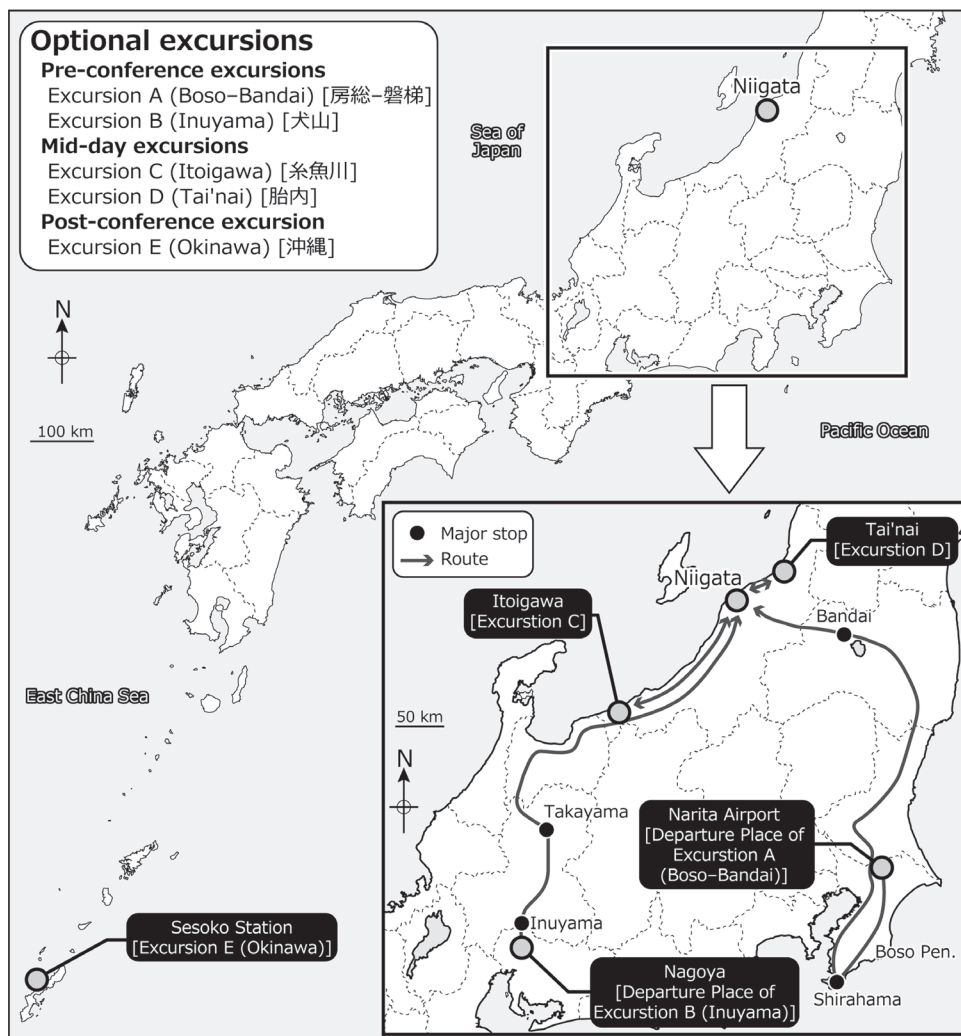 Optional excursions
Pre-conference excursions
Excursion A (Boso–Bandai) [房総–磐梯]
Excursion B (Inuyama) [犬山]
Mid-day excursions
Excursion C (Itoigawa) [糸魚川]
Excursion D (Tai'nai) [胎内]
Post-conference excursion
Excursion E (Okinawa) [沖縄]
Niigata
Sea of
Japan
N
100 km
Pacific Ocean
East China Sea
Major stop
Route
Tai'nai
[Excurstion D]
Niigata
Itoigawa
[Excurstion C]
Bandai
50 km
N
Takayama
Narita Airport
[Departure Place of
Excurstion A
(Boso–Bandai)]
Inuyama
Boso Pen.
Nagoya
[Departure Place of
Excurstion B (Inuyama)]
Shirahama
Sesoko Station
[Excursion E (Okinawa)]